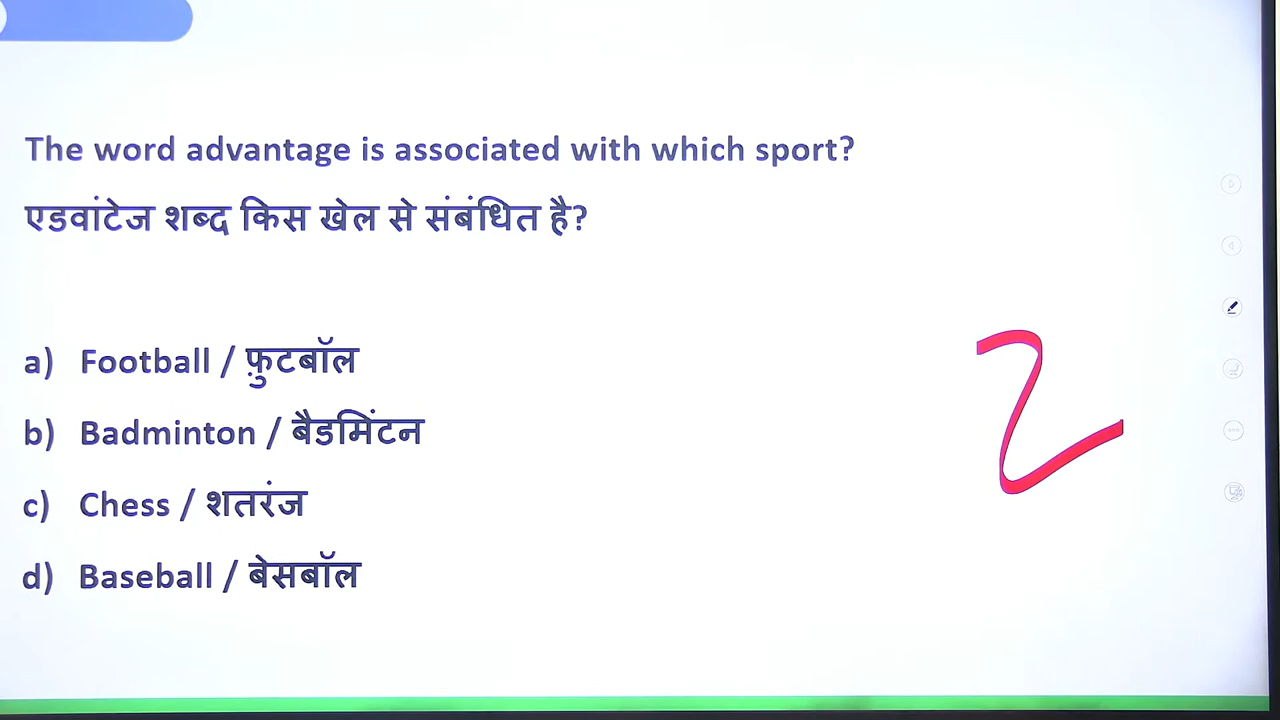 The word advantage is associated with which sport?
एडवांटेज शब्द किस खेल से संबंधित है?
a) Football / फ़ुटबॉल
b) Badminton / बैडमिंटन
2
c) Chess / शतरंज
d) Baseball / बेसबॉल